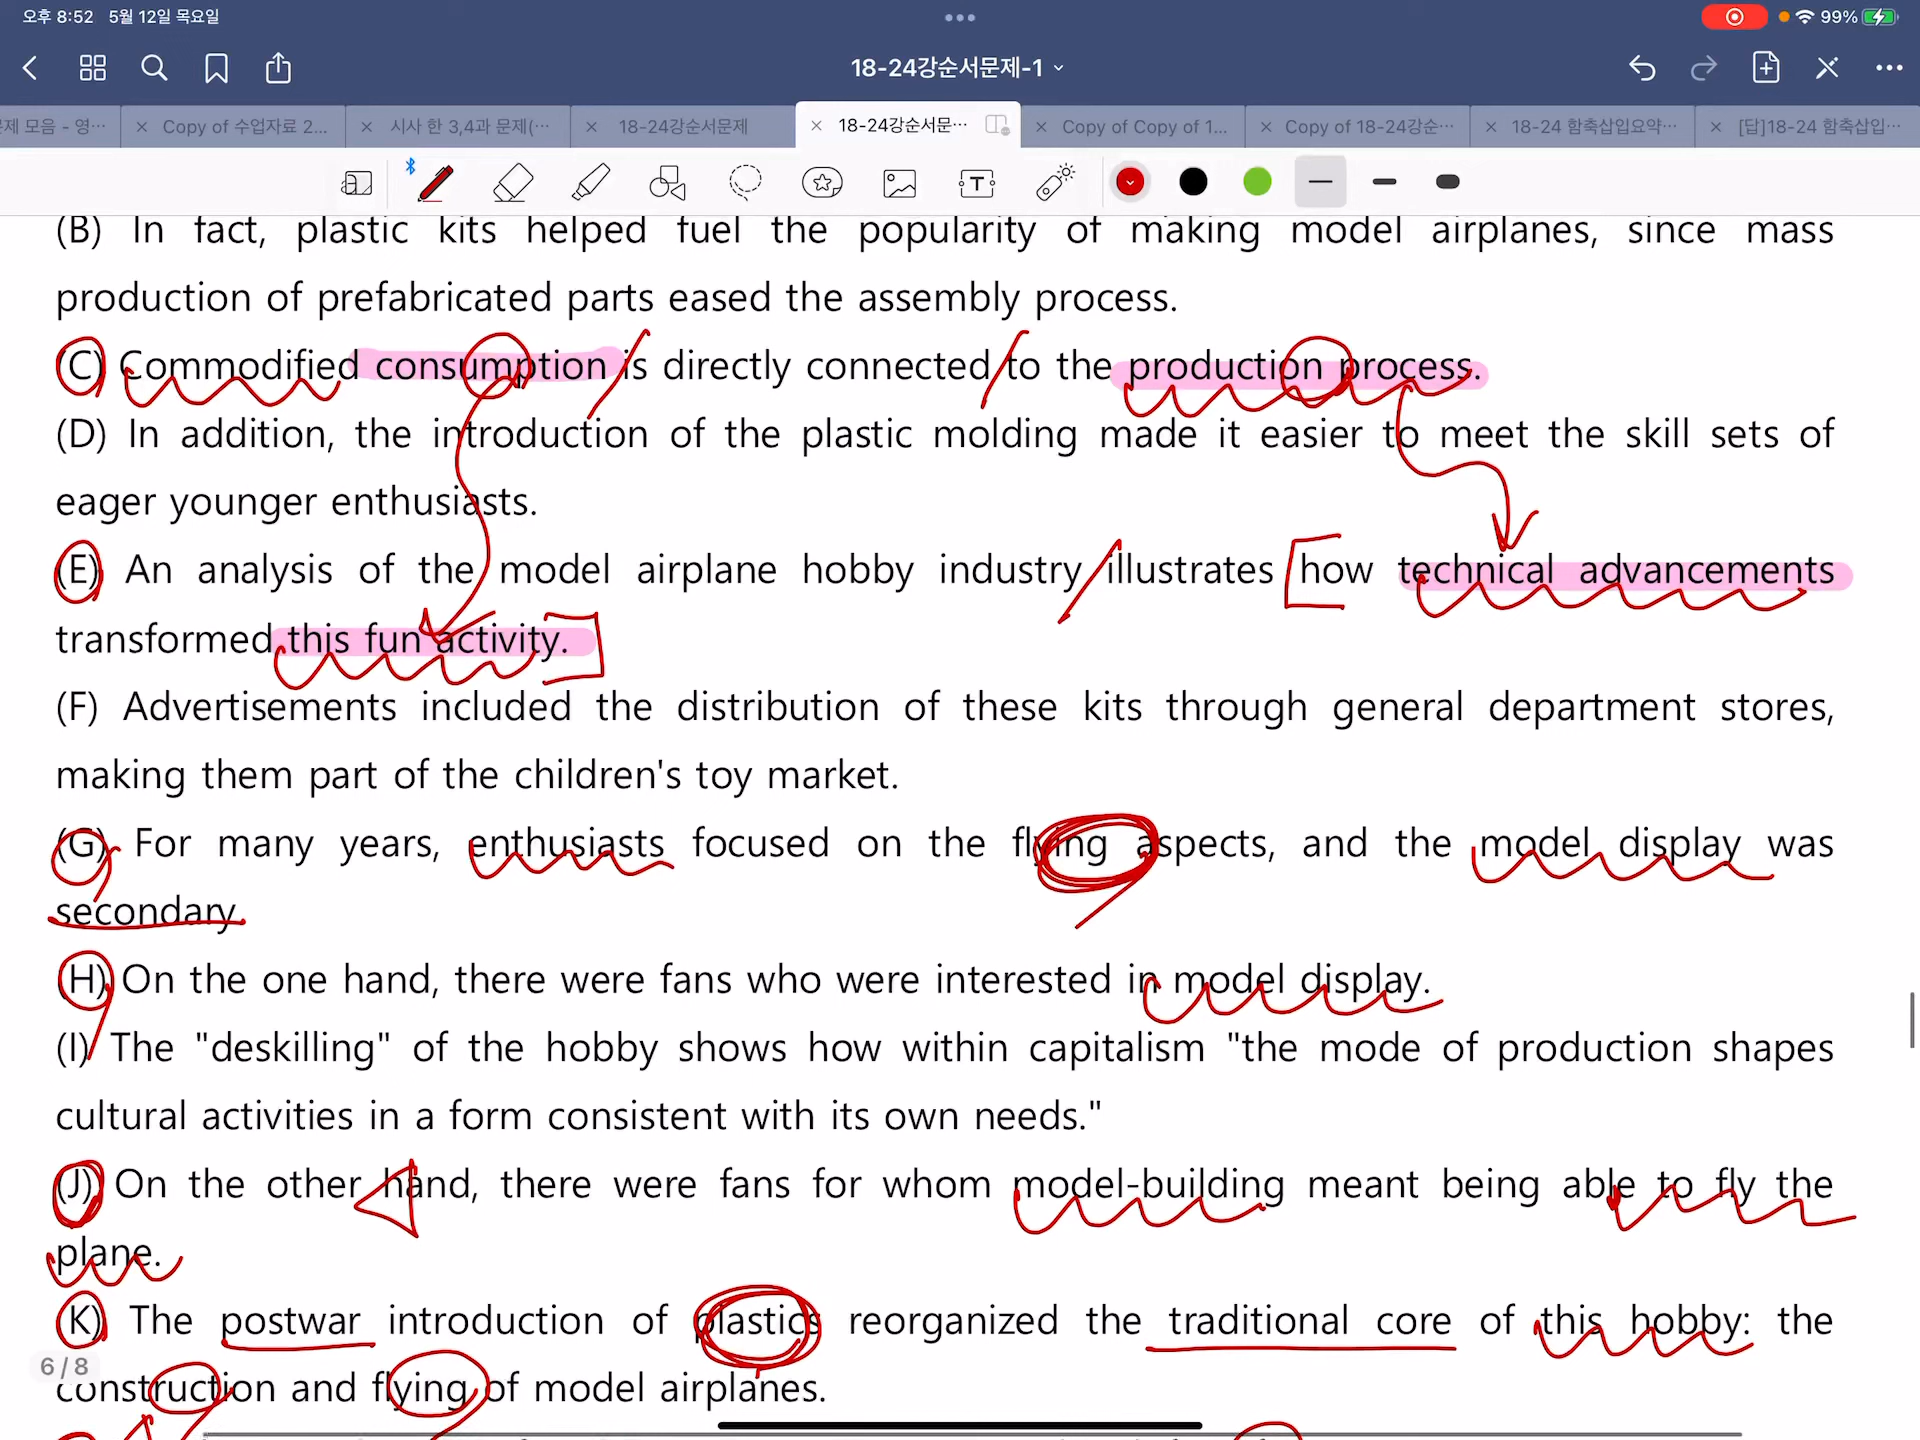 오후 8:52 5월 12일 목요일
99%
18-24강순서문제-1
제 모음 - 영…
Copy of 수업자료 2...
시사 한 3,4과 문제(…
18-24강순서문제
18-24강순서문…
Copy of Copy of 1...
Copy of 18-24강순…
18-24 함축삽입요약…
[답]18-24 함축삽입…
(B) In fact, plastic kits helped fuel the popularity of making model airplanes, since mass
production of prefabricated parts eased the assembly process.
(C) Commodified consumption is directly connected to the production process.
(D) In addition, the introduction of the plastic molding made it easier to meet the skill sets of
eager younger enthusiasts.
(E) An analysis of the model airplane hobby industry illustrates how technical advancements
transformed this fun activity.
(F) Advertisements included the distribution of these kits through general department stores,
making them part of the children's toy market.
(G) For many years, enthusiasts focused on the flying aspects, and the model display was
secondary.
(H) On the one hand, there were fans who were interested in model display.
(I) The "deskilling" of the hobby shows how within capitalism "the mode of production shapes
cultural activities in a form consistent with its own needs."
(J) On the other hand, there were fans for whom model-building meant being able to fly the
plane.
(K) The postwar introduction of plastics reorganized the traditional core of this hobby: the
6/8
construction and flying of model airplanes.